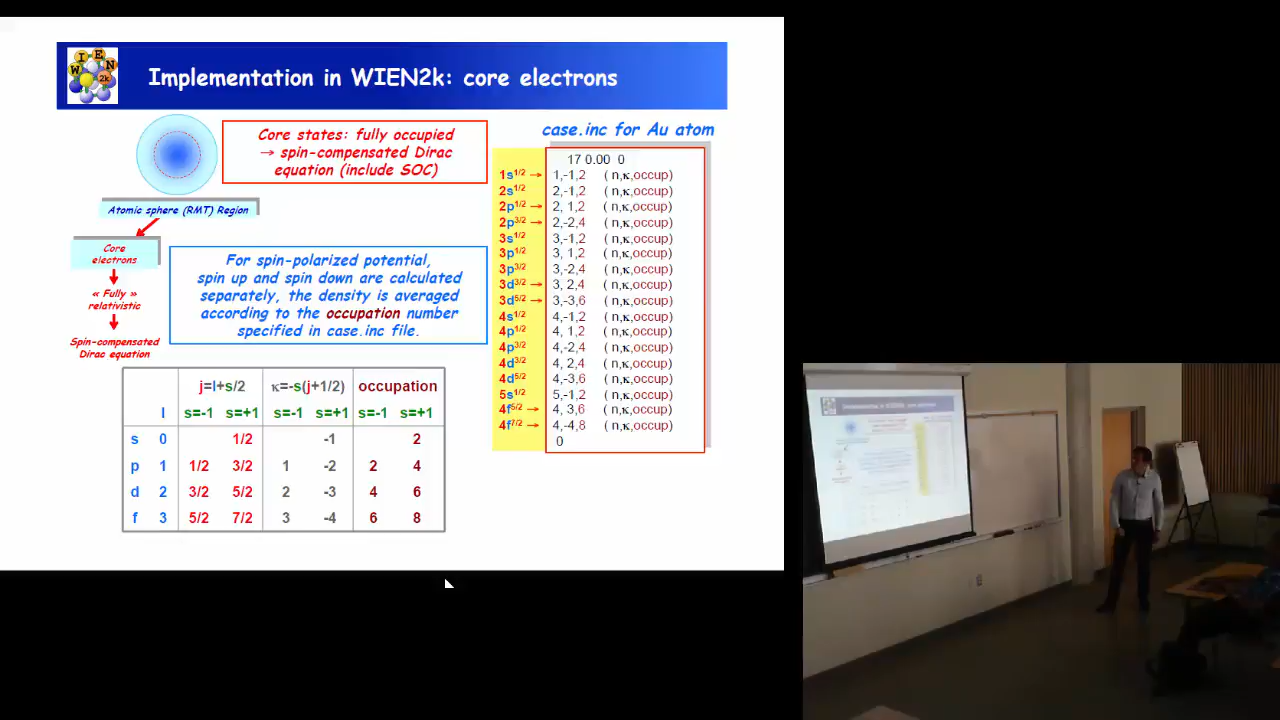 W I E N 2k
Implementation in WIEN2k: core electrons
Core states: fully occupied
→ spin-compensated Dirac
equation (include SOC)
Atomic sphere (RMT) Region
Core
electrons
« Fully »
relativistic
Spin-compensated
Dirac equation
For spin-polarized potential,
spin up and spin down are calculated
separately, the density is averaged
according to the occupation number
specified in case.inc file.
j=l+s/2 κ=-s(j+1/2) occupation
l s=-1 s=+1 s=-1 s=+1 s=-1 s=+1
s 0 1/2 -1 2
p 1 1/2 3/2 1 -2 2 4
d 2 3/2 5/2 2 -3 4 6
f 3 5/2 7/2 3 -4 6 8
case.inc for Au atom
17 0.00 0
1s1/2 → 1,-1,2 ( n,κ,occup)
2s1/2 2,-1,2 ( n,κ,occup)
2p1/2 → 2, 1,2 ( n,κ,occup)
2p3/2 → 2,-2,4 ( n,κ,occup)
3s1/2 3,-1,2 ( n,κ,occup)
3p1/2 3, 1,2 ( n,κ,occup)
3p3/2 3,-2,4 ( n,κ,occup)
3d3/2 → 3, 2,4 ( n,κ,occup)
3d5/2 → 3,-3,6 ( n,κ,occup)
4s1/2 4,-1,2 ( n,κ,occup)
4p1/2 4, 1,2 ( n,κ,occup)
4p3/2 4,-2,4 ( n,κ,occup)
4d3/2 4, 2,4 ( n,κ,occup)
4d5/2 4,-3,6 ( n,κ,occup)
5s1/2 5,-1,2 ( n,κ,occup)
4f5/2 → 4, 3,6 ( n,κ,occup)
4f7/2 → 4,-4,8 ( n,κ,occup)
0
Implementation in WIEN2k: core electrons